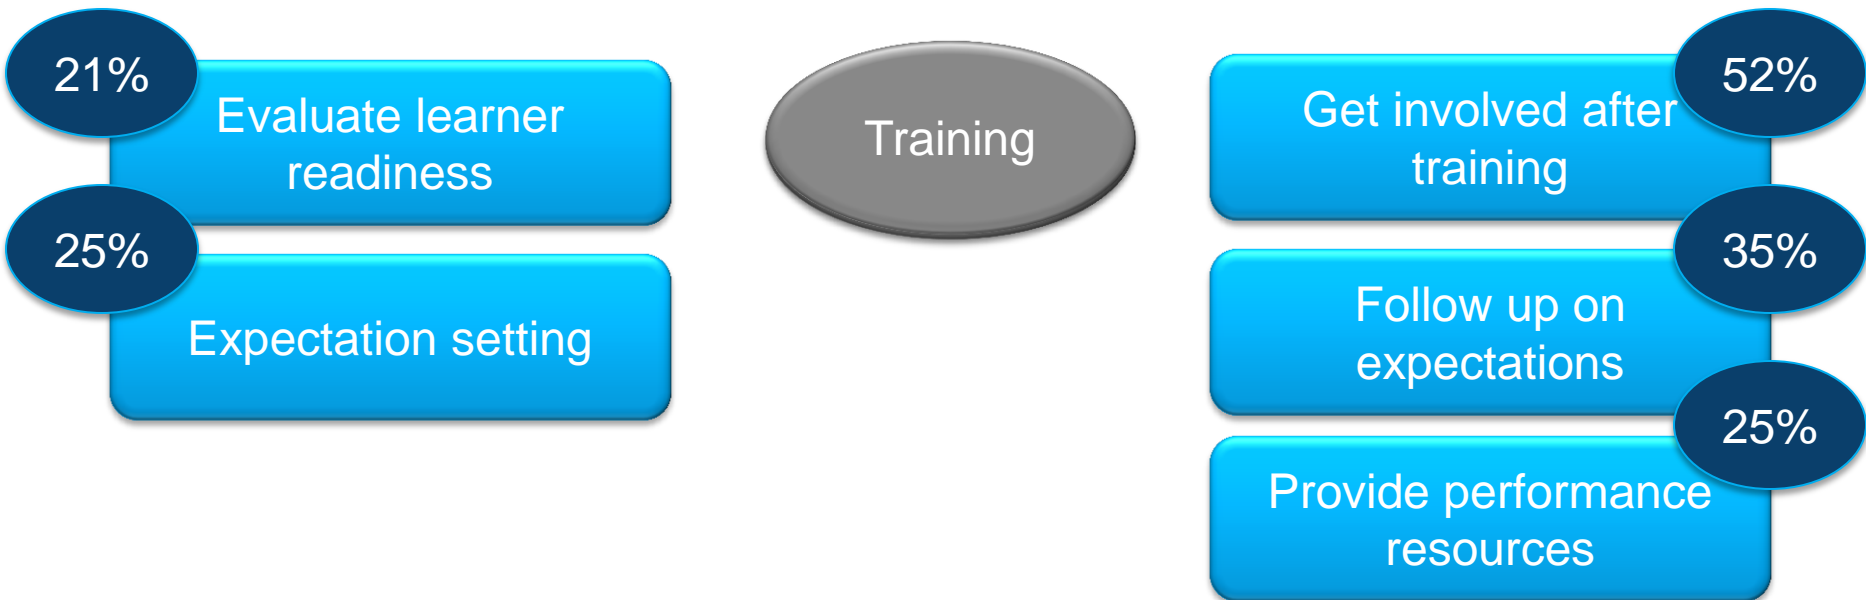 21%
Evaluate learner
readiness
25%
Expectation setting
Training
52%
Get involved after
training
35%
Follow up on
expectations
25%
Provide performance
resources